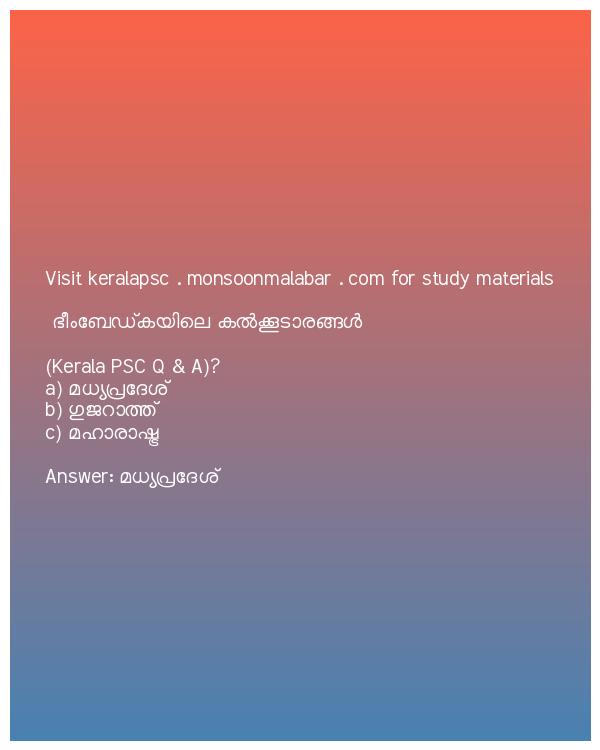 Visit keralapsc . monsoonmalabar . com for study materials
ഭീംബേഡ്കയിലെ കൽക്കൂടാരങ്ങൾ
(Kerala PSC Q & A)?
a) മധ്യപ്രദേശ്
b) ഗുജറാത്ത്
c) മഹാരാഷ്ട്ര
Answer: മധ്യപ്രദേശ്